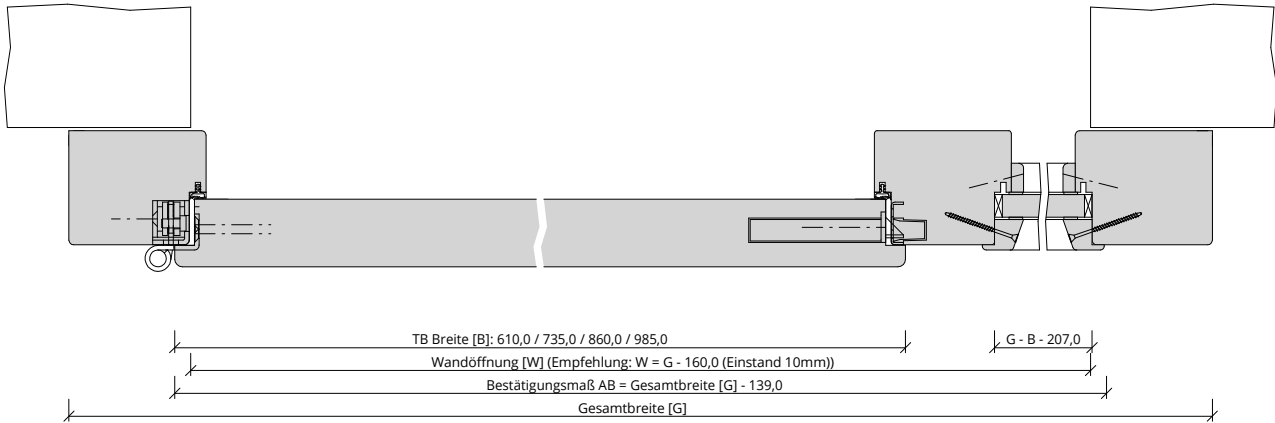 TB Breite [B]: 610,0 / 735,0 / 860,0 / 985,0
G - B - 207,0
Wandöffnung [W] (Empfehlung: W = G - 160,0 (Einstand 10mm))
Bestätigungsmaß AB = Gesamtbreite [G] - 139,0
Gesamtbreite [G]